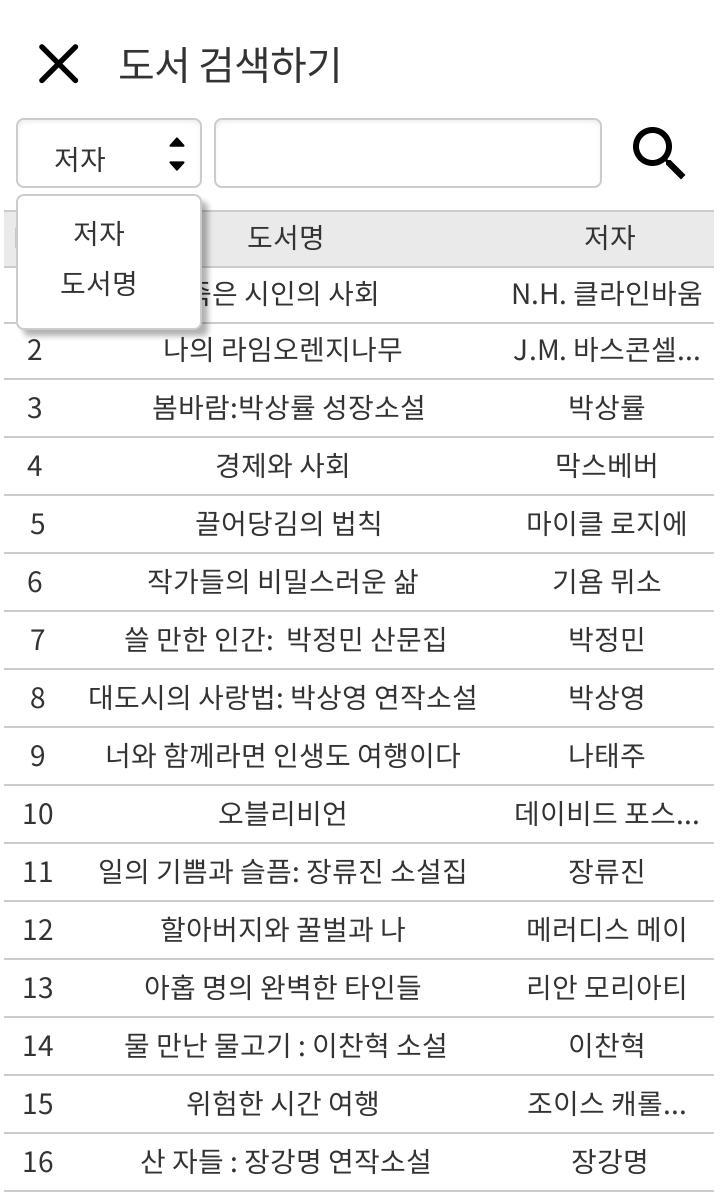 도서 검색하기
저자
저자
도서명
도서명 저자
은 시인의 사회 N.H. 클라인바움
2 나의 라임오렌지나무 J.M. 바스콘셀...
3 봄바람:박상률 성장소설 박상률
4 경제와 사회 막스베버
5 끌어당김의 법칙 마이클 로지에
6 작가들의 비밀스러운 삶 기욤 뮈소
7 쓸 만한 인간: 박정민 산문집 박정민
8 대도시의 사랑법: 박상영 연작소설 박상영
9 너와 함께라면 인생도 여행이다 나태주
10 오블리비언 데이비드 포스...
11 일의 기쁨과 슬픔: 장류진 소설집 장류진
12 할아버지와 꿀벌과 나 메러디스 메이
13 아홉 명의 완벽한 타인들 리안 모리아티
14 물 만난 물고기 : 이찬혁 소설 이찬혁
15 위험한 시간 여행 조이스 캐롤...
16 산 자들 : 장강명 연작소설 장강명